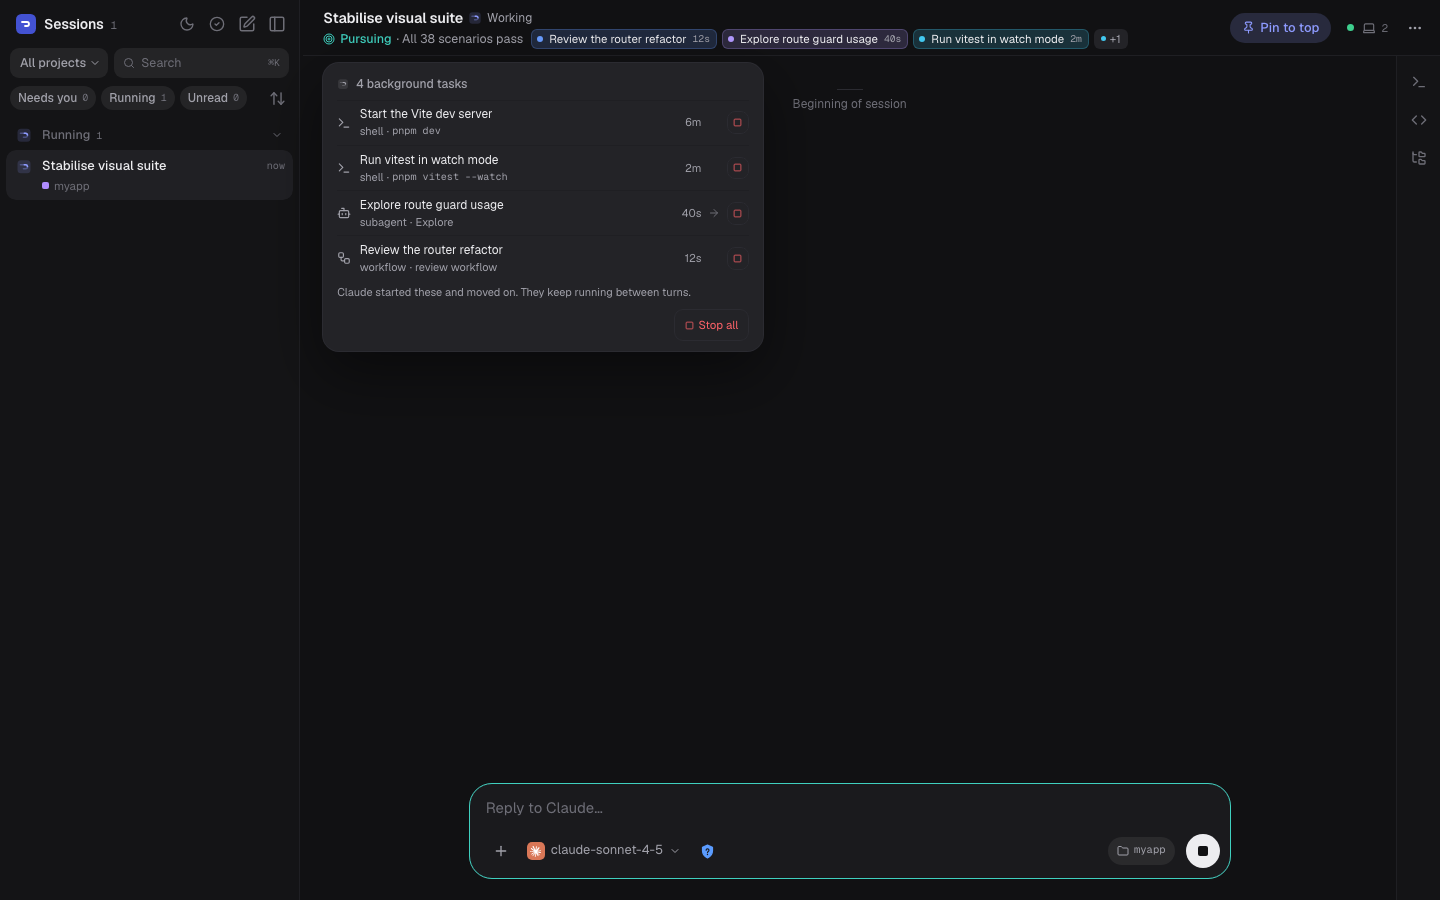 Sessions 1
All projects
Search ⌘K
Needs you 0
Running 1
Unread 0
Running 1
Stabilise visual suite now
myapp
Stabilise visual suite Working
Pursuing · All 38 scenarios pass
Review the router refactor 12s
Explore route guard usage 40s
Run vitest in watch mode 2m
+1
Pin to top
2
4 background tasks
Start the Vite dev server
shell · pnpm dev
6m
Run vitest in watch mode
shell · pnpm vitest --watch
2m
Explore route guard usage
subagent · Explore
40s
Review the router refactor
workflow · review workflow
12s
Claude started these and moved on. They keep running between turns.
Stop all
Beginning of session
Reply to Claude…
claude-sonnet-4-5
myapp